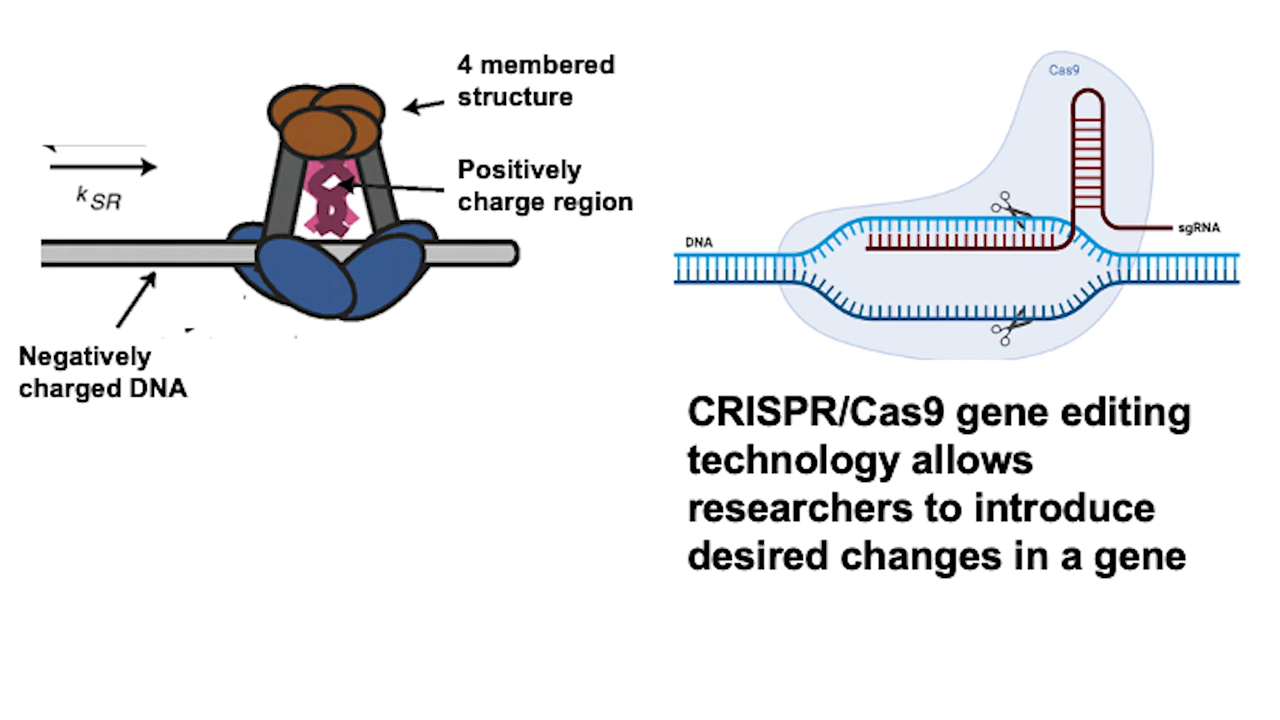 4 membered
structure
Positively
charge region
k SR
Negatively
charged DNA
Cas9
sgRNA
DNA
CRISPR/Cas9 gene editing
technology allows
researchers to introduce
desired changes in a gene